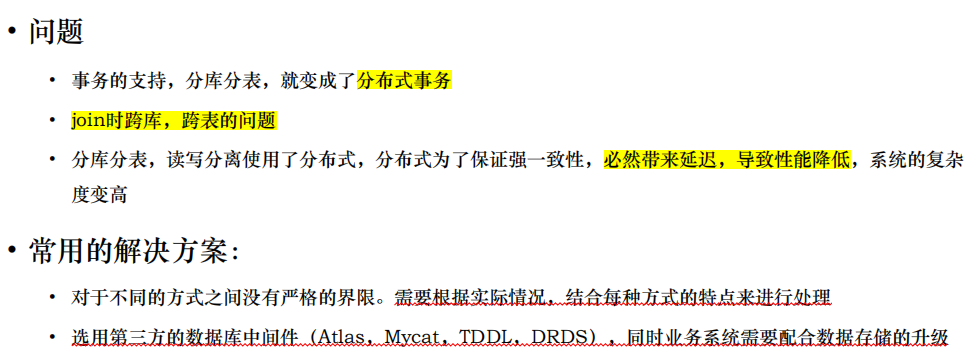 • 问题
• 事务的支持，分库分表，就变成了分布式事务
• join时跨库，跨表的问题
• 分库分表，读写分离使用了分布式，分布式为了保证强一致性，必然带来延迟，导致性能降低，系统的复杂
度变高
• 常用的解决方案：
• 对于不同的方式之间没有严格的界限。需要根据实际情况，结合每种方式的特点来进行处理
• 选用第三方的数据库中间件（Atlas，Mycat，TDDL，DRDS），同时业务系统需要配合数据存储的升级